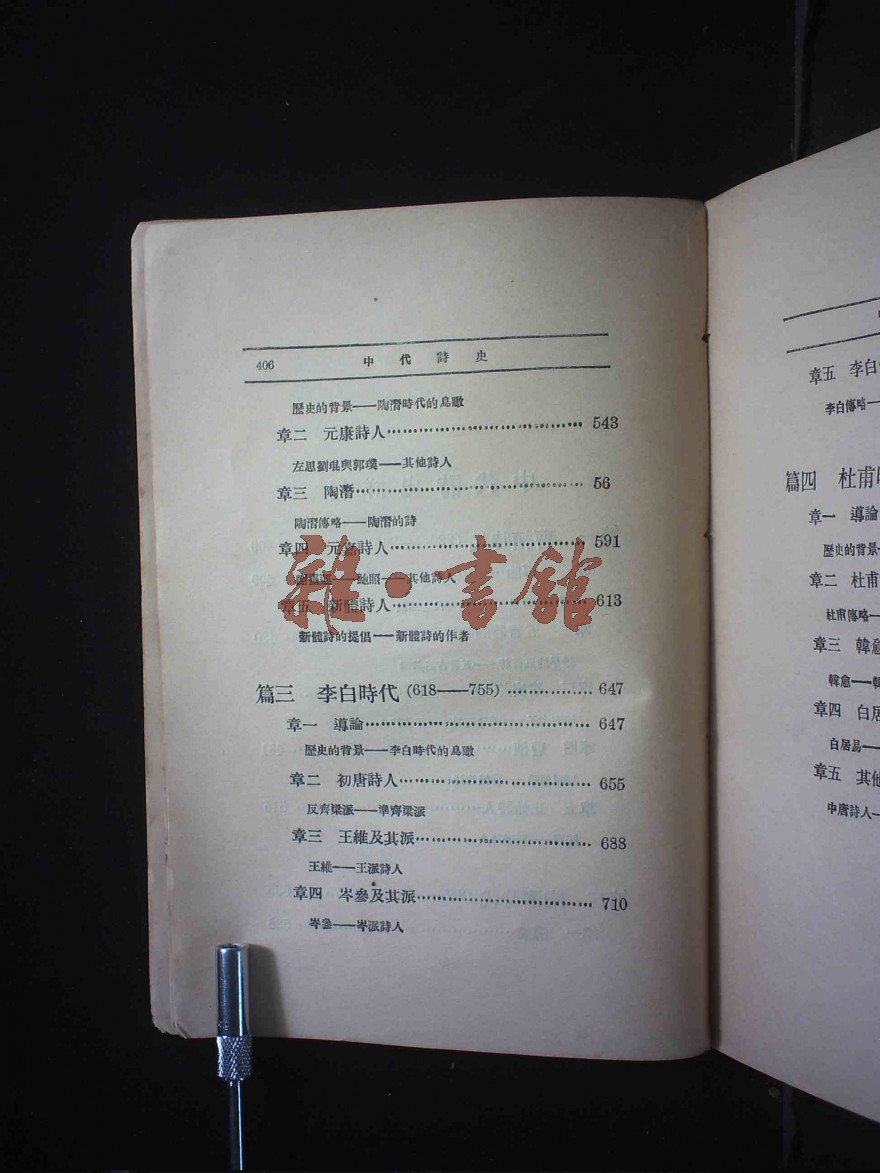 406 中代詩史
歷史的背景——陶潛時代的鳥瞰
章二 元康詩人 543
左思劉琨與郭璞——其他詩人
章三 陶潛 56
陶潛傳略——陶潛的詩
章四 元嘉詩人 591
謝靈運——鮑照——其他詩人
章五 新體詩人 613
新體詩的提倡——新體詩的作者
篇三 李白時代(618——755) 647
章一 導論 647
歷史的背景——李白時代的鳥瞰
章二 初唐詩人 655
反齊梁派——準齊梁派
章三 王維及其派 688
王維——王派詩人
章四 岑參及其派 710
岑參——岑派詩人
雜·書館
章五 李白
李白傳略—
篇四 杜甫時
章一 導論
歷史的背景—
章二 杜甫
杜甫傳略—
章三 韓愈
韓愈——韓
章四 白居
白居易—
章五 其他
中唐詩人—